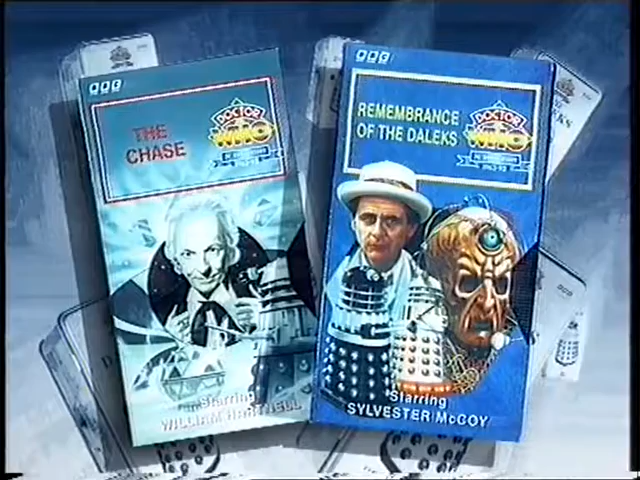 BBC
THE
CHASE
DOCTOR
WHO
Starring
WILLIAM HARTNELL
BBC
REMEMBRANCE
OF THE DALEKS
DOCTOR
WHO
Starring
SYLVESTER McCOY